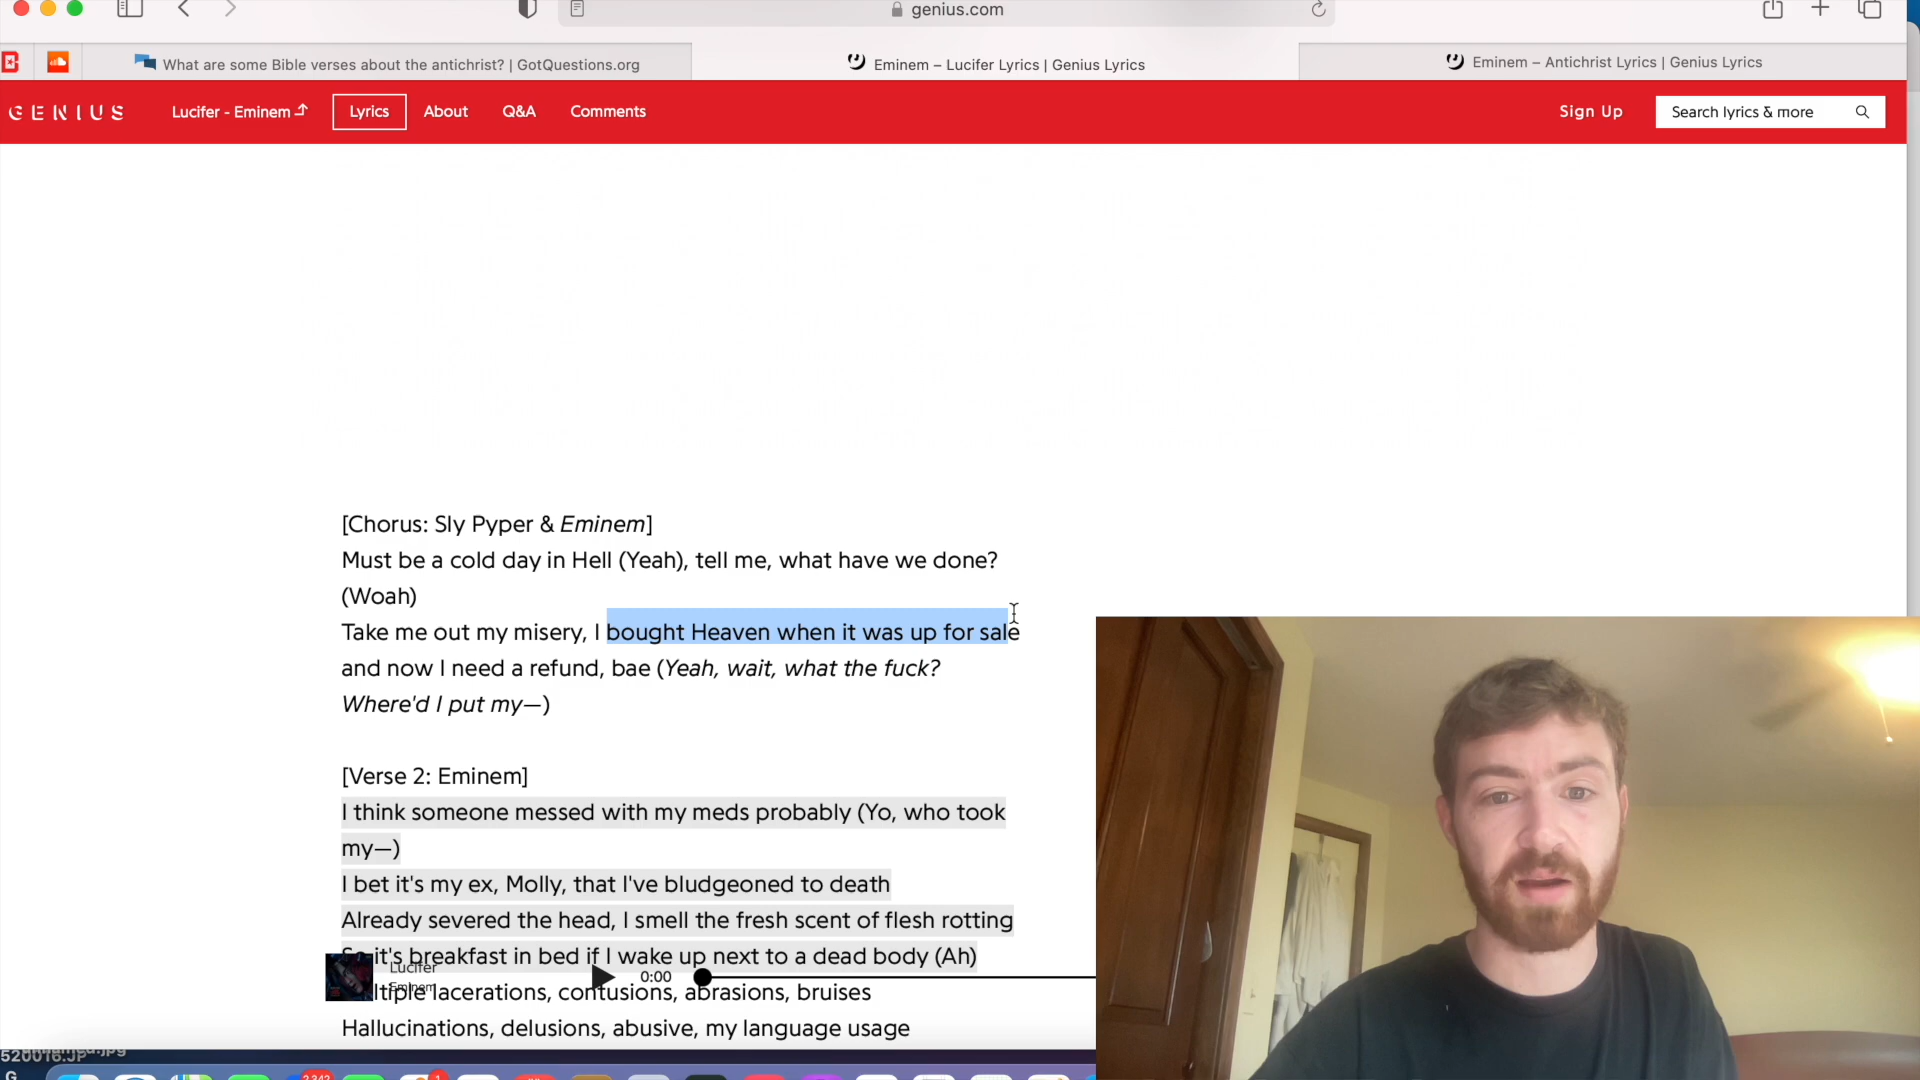 genius.com
What are some Bible verses about the antichrist? | GotQuestions.org
Eminem – Lucifer Lyrics | Genius Lyrics
Eminem – Antichrist Lyrics | Genius Lyrics
GENIUS
Lucifer - Eminem
Lyrics
About
Q&A
Comments
Sign Up
Search lyrics & more
[Chorus: Sly Pyper & Eminem]
Must be a cold day in Hell (Yeah), tell me, what have we done?
(Woah)
Take me out my misery, I bought Heaven when it was up for sale
and now I need a refund, bae (Yeah, wait, what the fuck?
Where'd I put my—)
[Verse 2: Eminem]
I think someone messed with my meds probably (Yo, who took
my—)
I bet it's my ex, Molly, that I've bludgeoned to death
Already severed the head, I smell the fresh scent of flesh rotting
it's breakfast in bed if I wake up next to a dead body (Ah)
Lucifer
Eminem
0:00
lacerations, contusions, abrasions, bruises
Hallucinations, delusions, abusive, my language usage
520016.JP
G
2,342
1